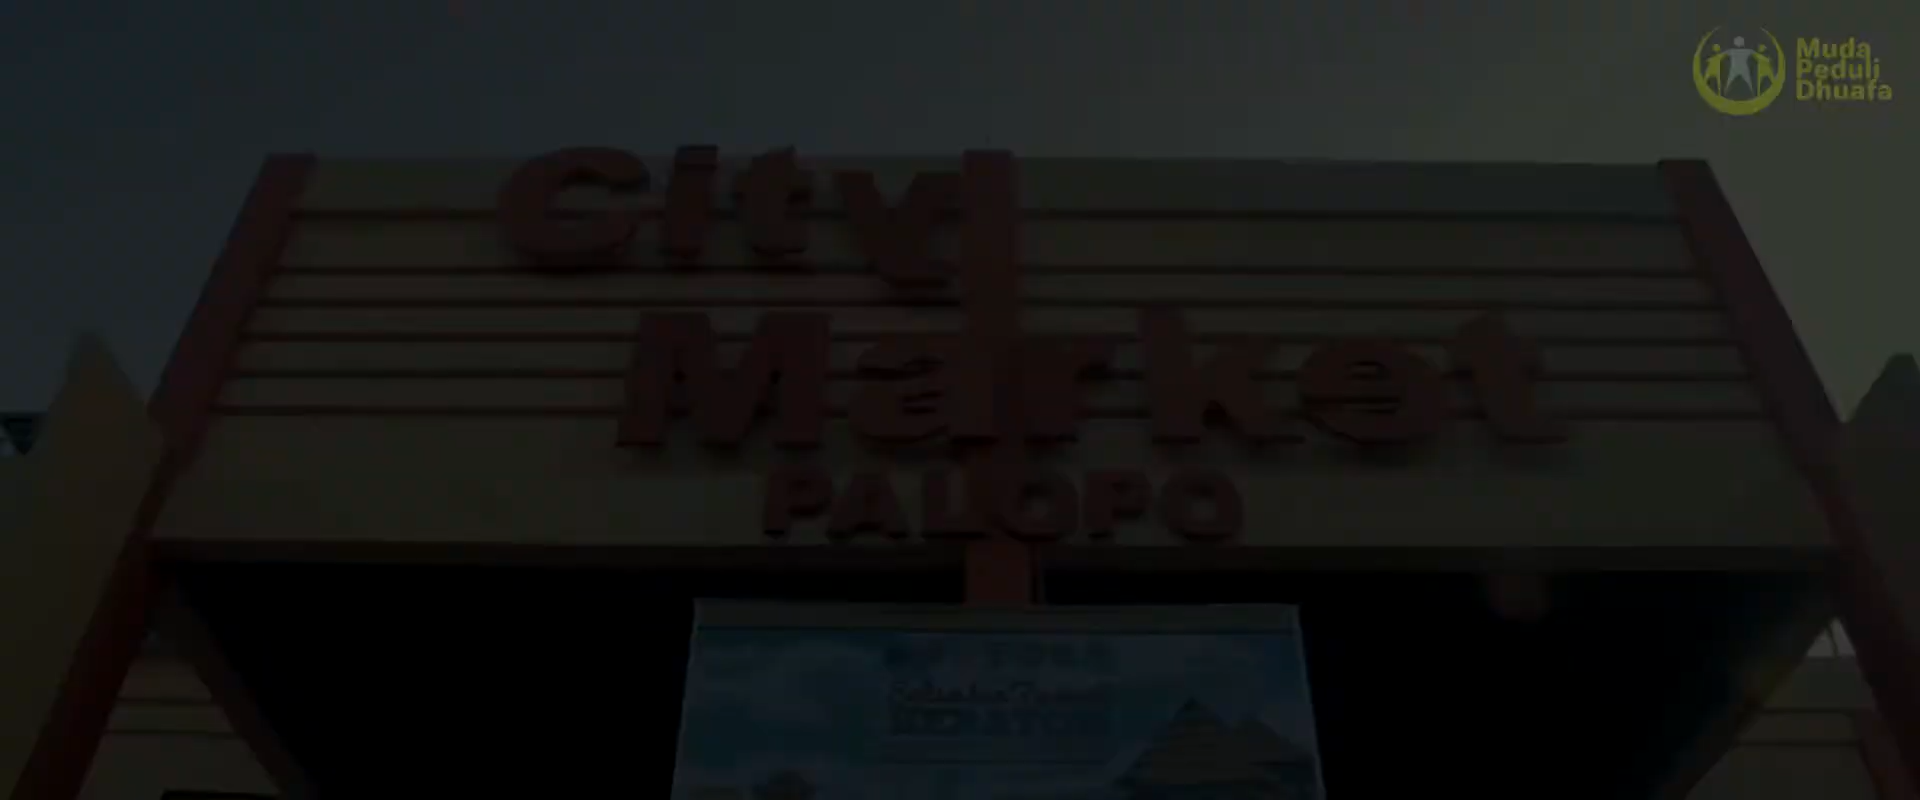 Muda
Peduli
Dhuafa
City
Market
PALOPO